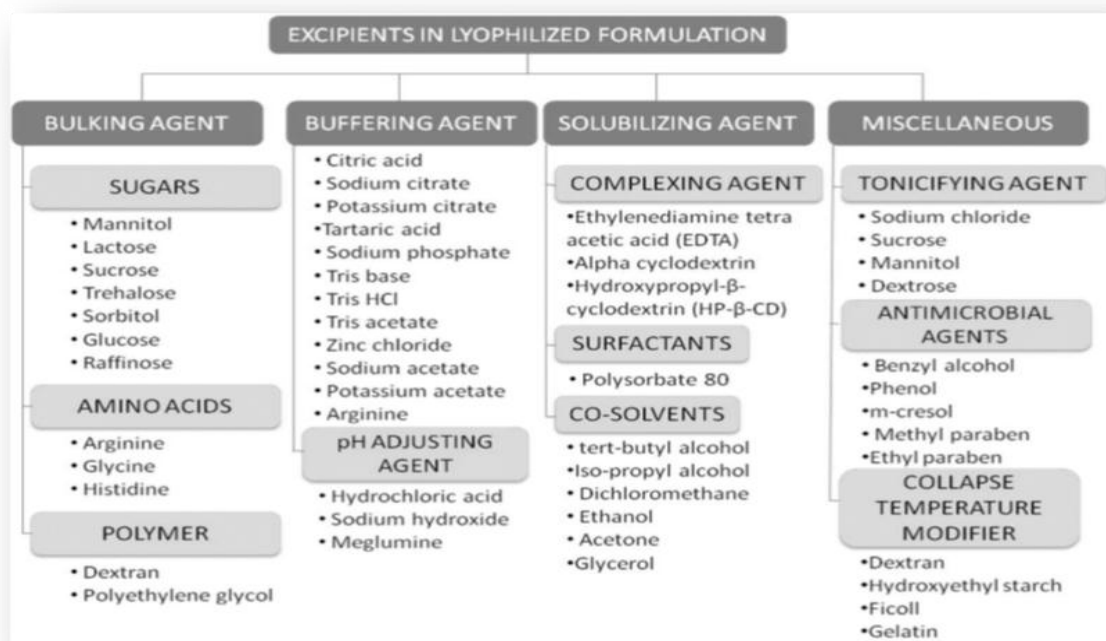 EXCIPIENTS IN LYOPHILIZED FORMULATION
BULKING AGENT
SUGARS
• Mannitol
• Lactose
• Sucrose
• Trehalose
• Sorbitol
• Glucose
• Raffinose
AMINO ACIDS
• Arginine
• Glycine
• Histidine
POLYMER
• Dextran
• Polyethylene glycol
BUFFERING AGENT
• Citric acid
• Sodium citrate
• Potassium citrate
•Tartaric acid
• Sodium phosphate
• Tris base
• Tris HCl
• Tris acetate
• Zinc chloride
• Sodium acetate
• Potassium acetate
• Arginine
pH ADJUSTING
AGENT
• Hydrochloric acid
• Sodium hydroxide
• Meglumine
SOLUBILIZING AGENT
COMPLEXING AGENT
•Ethylenediamine tetra
acetic acid (EDTA)
•Alpha cyclodextrin
•Hydroxypropyl-β-
cyclodextrin (HP-β-CD)
SURFACTANTS
• Polysorbate 80
CO-SOLVENTS
• tert-butyl alcohol
•Iso-propyl alcohol
• Dichloromethane
• Ethanol
• Acetone
•Glycerol
MISCELLANEOUS
TONICIFYING AGENT
• Sodium chloride
• Sucrose
• Mannitol
• Dextrose
ANTIMICROBIAL
AGENTS
• Benzyl alcohol
•Phenol
•m-cresol
• Methyl paraben
•Ethyl paraben
COLLAPSE
TEMPERATURE
MODIFIER
•Dextran
•Hydroxyethyl starch
•Ficoll
•Gelatin